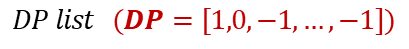 DP list (DP = [1,0, −1, … , −1])